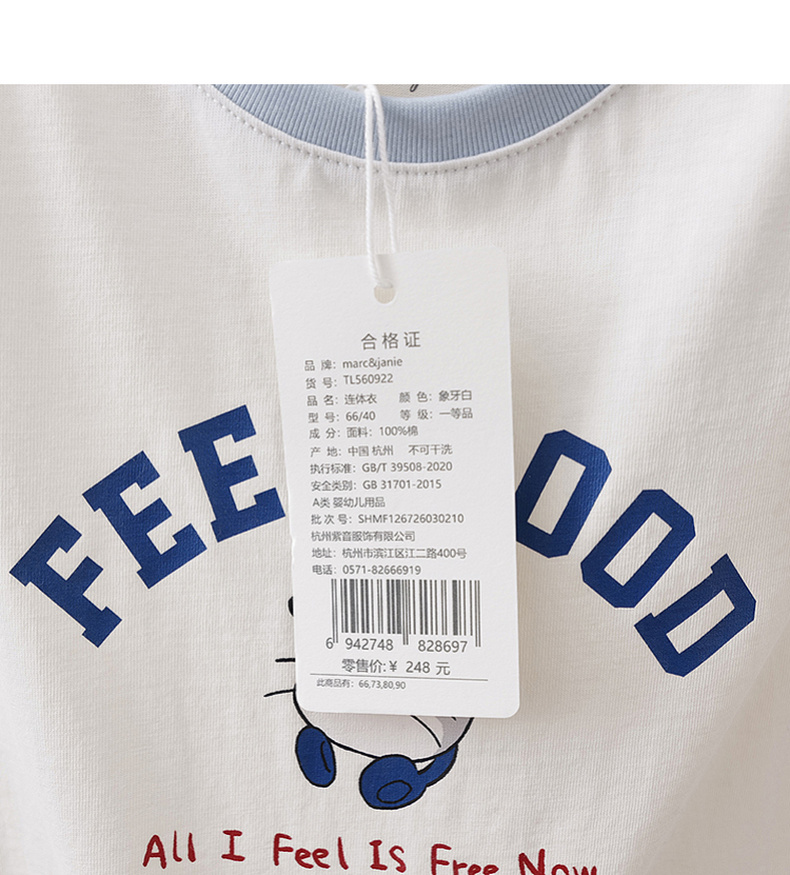 合格证
品 牌: marc&janie
货 号: TL560922
品 名: 连体衣 颜 色: 象牙白
型 号: 66/40 等 级: 一等品
成 分: 面料: 100%棉
产 地: 中国 杭州 不可干洗
执行标准: GB/T 39508-2020
安全类别: GB 31701-2015
A类 婴幼儿用品
批 次 号: SHMF126726030210
杭州紫音服饰有限公司
地址: 杭州市滨江区江二路400号
电话: 0571-82666919
6 942748 828697
零售价:¥ 248 元
此商品有: 66,73,80,90
FEE OOD
All I Feel Is Free Now